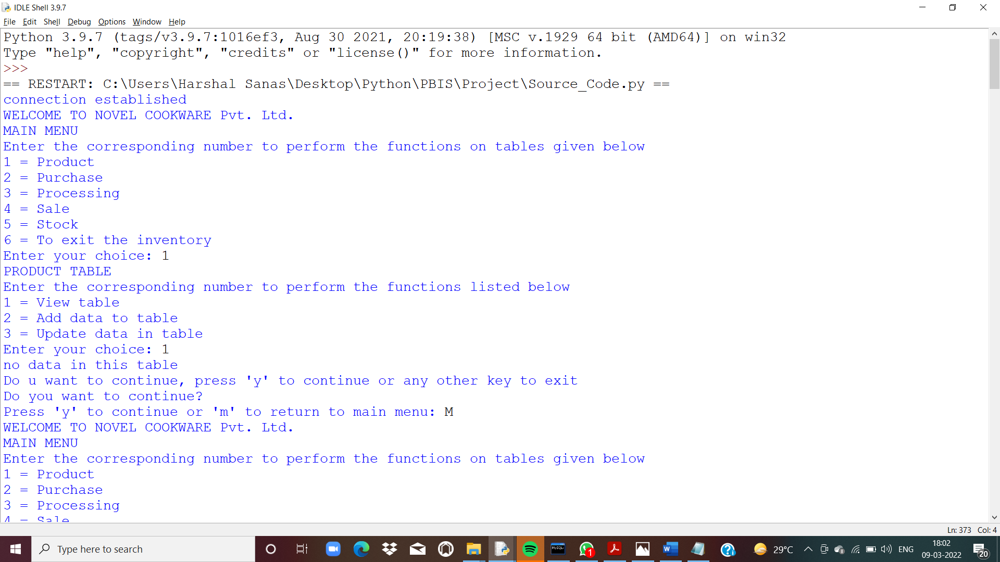 IDLE Shell 3.9.7
File Edit Shell Debug Options Window Help
Python 3.9.7 (tags/v3.9.7:1016ef3, Aug 30 2021, 20:19:38) [MSC v.1929 64 bit (AMD64)] on win32
Type "help", "copyright", "credits" or "license()" for more information.
>>>
== RESTART: C:\Users\Harshal Sanas\Desktop\Python\PBIS\Project\Source_Code.py ==
connection established
WELCOME TO NOVEL COOKWARE Pvt. Ltd.
MAIN MENU
Enter the corresponding number to perform the functions on tables given below
1 = Product
2 = Purchase
3 = Processing
4 = Sale
5 = Stock
6 = To exit the inventory
Enter your choice: 1
PRODUCT TABLE
Enter the corresponding number to perform the functions listed below
1 = View table
2 = Add data to table
3 = Update data in table
Enter your choice: 1
no data in this table
Do u want to continue, press 'y' to continue or any other key to exit
Do you want to continue?
Press 'y' to continue or 'm' to return to main menu: M
WELCOME TO NOVEL COOKWARE Pvt. Ltd.
MAIN MENU
Enter the corresponding number to perform the functions on tables given below
1 = Product
2 = Purchase
3 = Processing
4 = Sale
Ln: 373 Col: 4
Type here to search
MySQL
1
W
29°C
ENG
18:02
09-03-2022
20